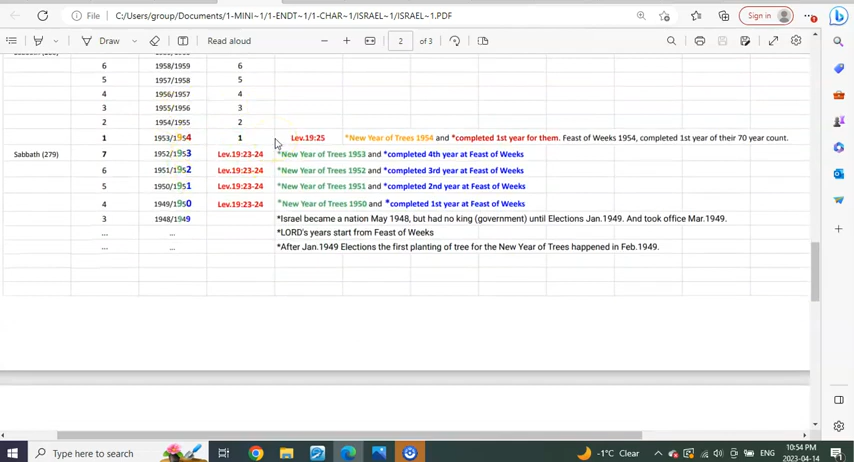 File C:/Users/group/Documents/1-MINI~1/1-ENDT~1/1-CHAR~1/ISRAEL~1/ISRAEL~1.PDF Sign in
Draw Read aloud 2 of 3
6 1958/1959 6
5 1957/1958 5
4 1956/1957 4
3 1955/1956 3
2 1954/1955 2
1 1953/1954 1 Lev.19:25 *New Year of Trees 1954 and *completed 1st year for them. Feast of Weeks 1954, completed 1st year of their 70 year count.
Sabbath (279) 7 1952/1953 Lev.19:23-24 *New Year of Trees 1953 and *completed 4th year at Feast of Weeks
6 1951/1952 Lev.19:23-24 *New Year of Trees 1952 and *completed 3rd year at Feast of Weeks
5 1950/1951 Lev.19:23-24 *New Year of Trees 1951 and *completed 2nd year at Feast of Weeks
4 1949/1950 Lev.19:23-24 *New Year of Trees 1950 and *completed 1st year at Feast of Weeks
3 1948/1949 *Israel became a nation May 1948, but had no king (government) until Elections Jan.1949. And took office Mar.1949.
... ... *LORD's years start from Feast of Weeks
... ... *After Jan.1949 Elections the first planting of tree for the New Year of Trees happened in Feb.1949.
Type here to search -1°C Clear ENG 10:54 PM
2023-04-14